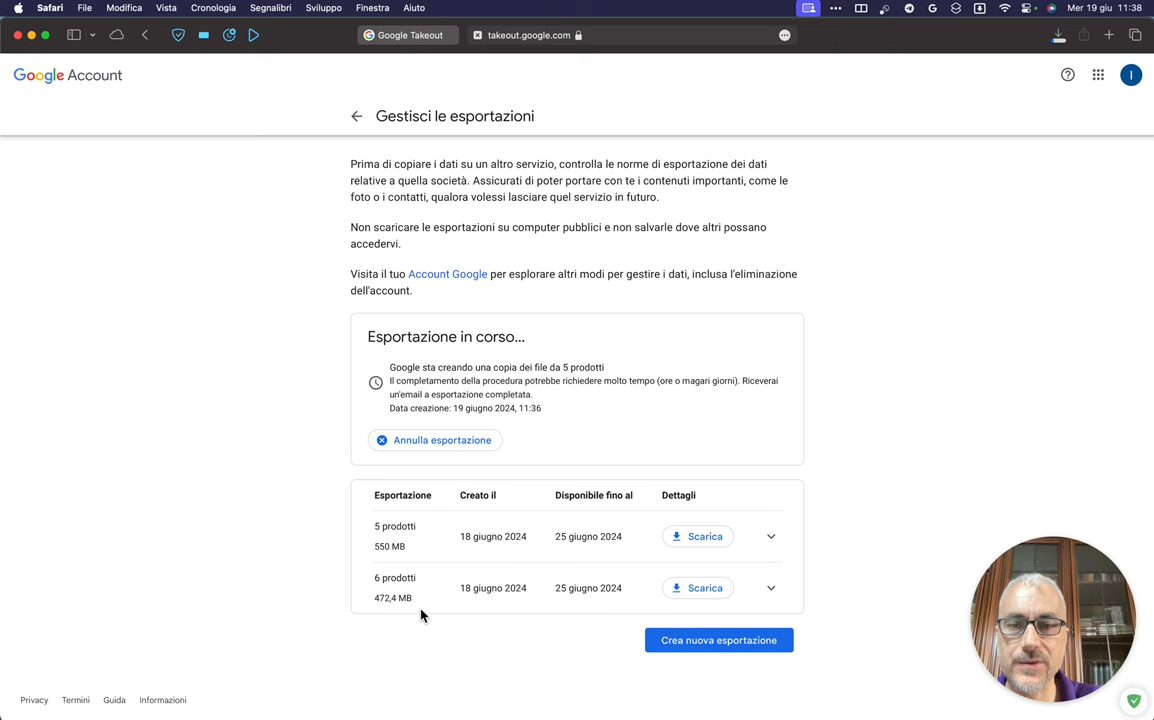 Safari File Modifica Vista Cronologia Segnalibri Sviluppo Finestra Aiuto Mer 19 giu 11:38
Google Takeout takeout.google.com
Google Account I
Gestisci le esportazioni
Prima di copiare i dati su un altro servizio, controlla le norme di esportazione dei dati
relative a quella società. Assicurati di poter portare con te i contenuti importanti, come le
foto o i contatti, qualora volessi lasciare quel servizio in futuro.
Non scaricare le esportazioni su computer pubblici e non salvarle dove altri possano
accedervi.
Visita il tuo Account Google per esplorare altri modi per gestire i dati, inclusa l'eliminazione
dell'account.
Esportazione in corso...
Google sta creando una copia dei file da 5 prodotti
Il completamento della procedura potrebbe richiedere molto tempo (ore o magari giorni). Riceverai
un'email a esportazione completata.
Data creazione: 19 giugno 2024, 11:36
Annulla esportazione
Esportazione Creato il Disponibile fino al Dettagli
5 prodotti
550 MB 18 giugno 2024 25 giugno 2024 Scarica
6 prodotti
472,4 MB 18 giugno 2024 25 giugno 2024 Scarica
Crea nuova esportazione
Privacy Termini Guida Informazioni